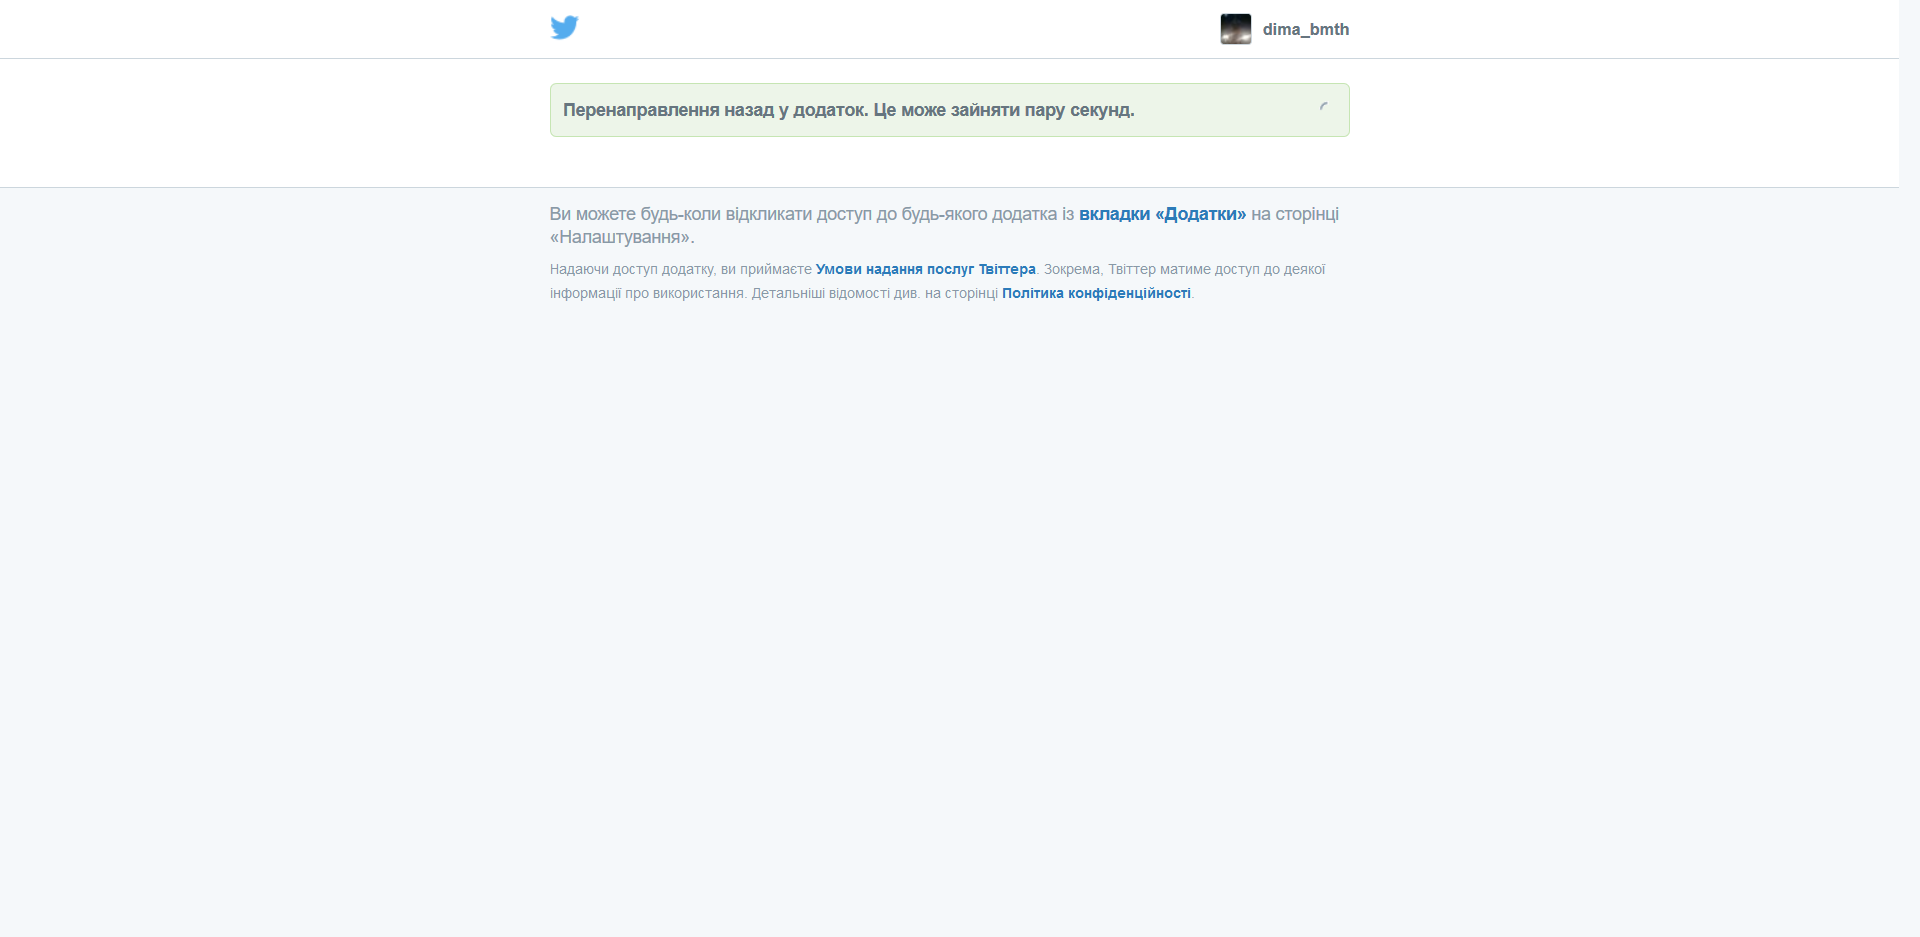 dima_bmth
Перенаправлення назад у додаток. Це може зайняти пару секунд.
Ви можете будь-коли відкликати доступ до будь-якого додатка із вкладки «Додатки» на сторінці
«Налаштування».
Надаючи доступ додатку, ви приймаєте Умови надання послуг Твіттера. Зокрема, Твіттер матиме доступ до деякої
інформації про використання. Детальніші відомості див. на сторінці Політика конфіденційності.